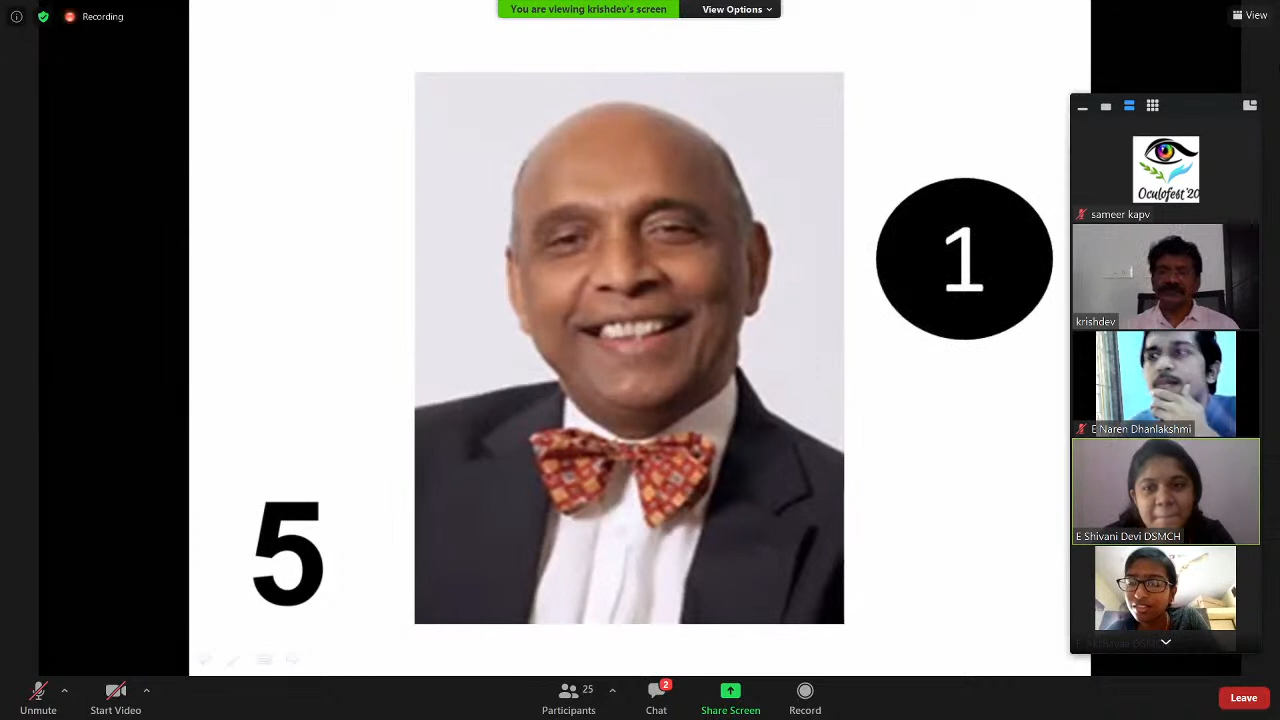 Recording
You are viewing krishdev's screen
View Options
View
1
5
Oculofest'20
sameer kapv
krishdev
E Naren Dhanlakshmi
E Shivani Devi DSMCH
Unmute
Start Video
25
Participants
2
Chat
Share Screen
Record
Leave